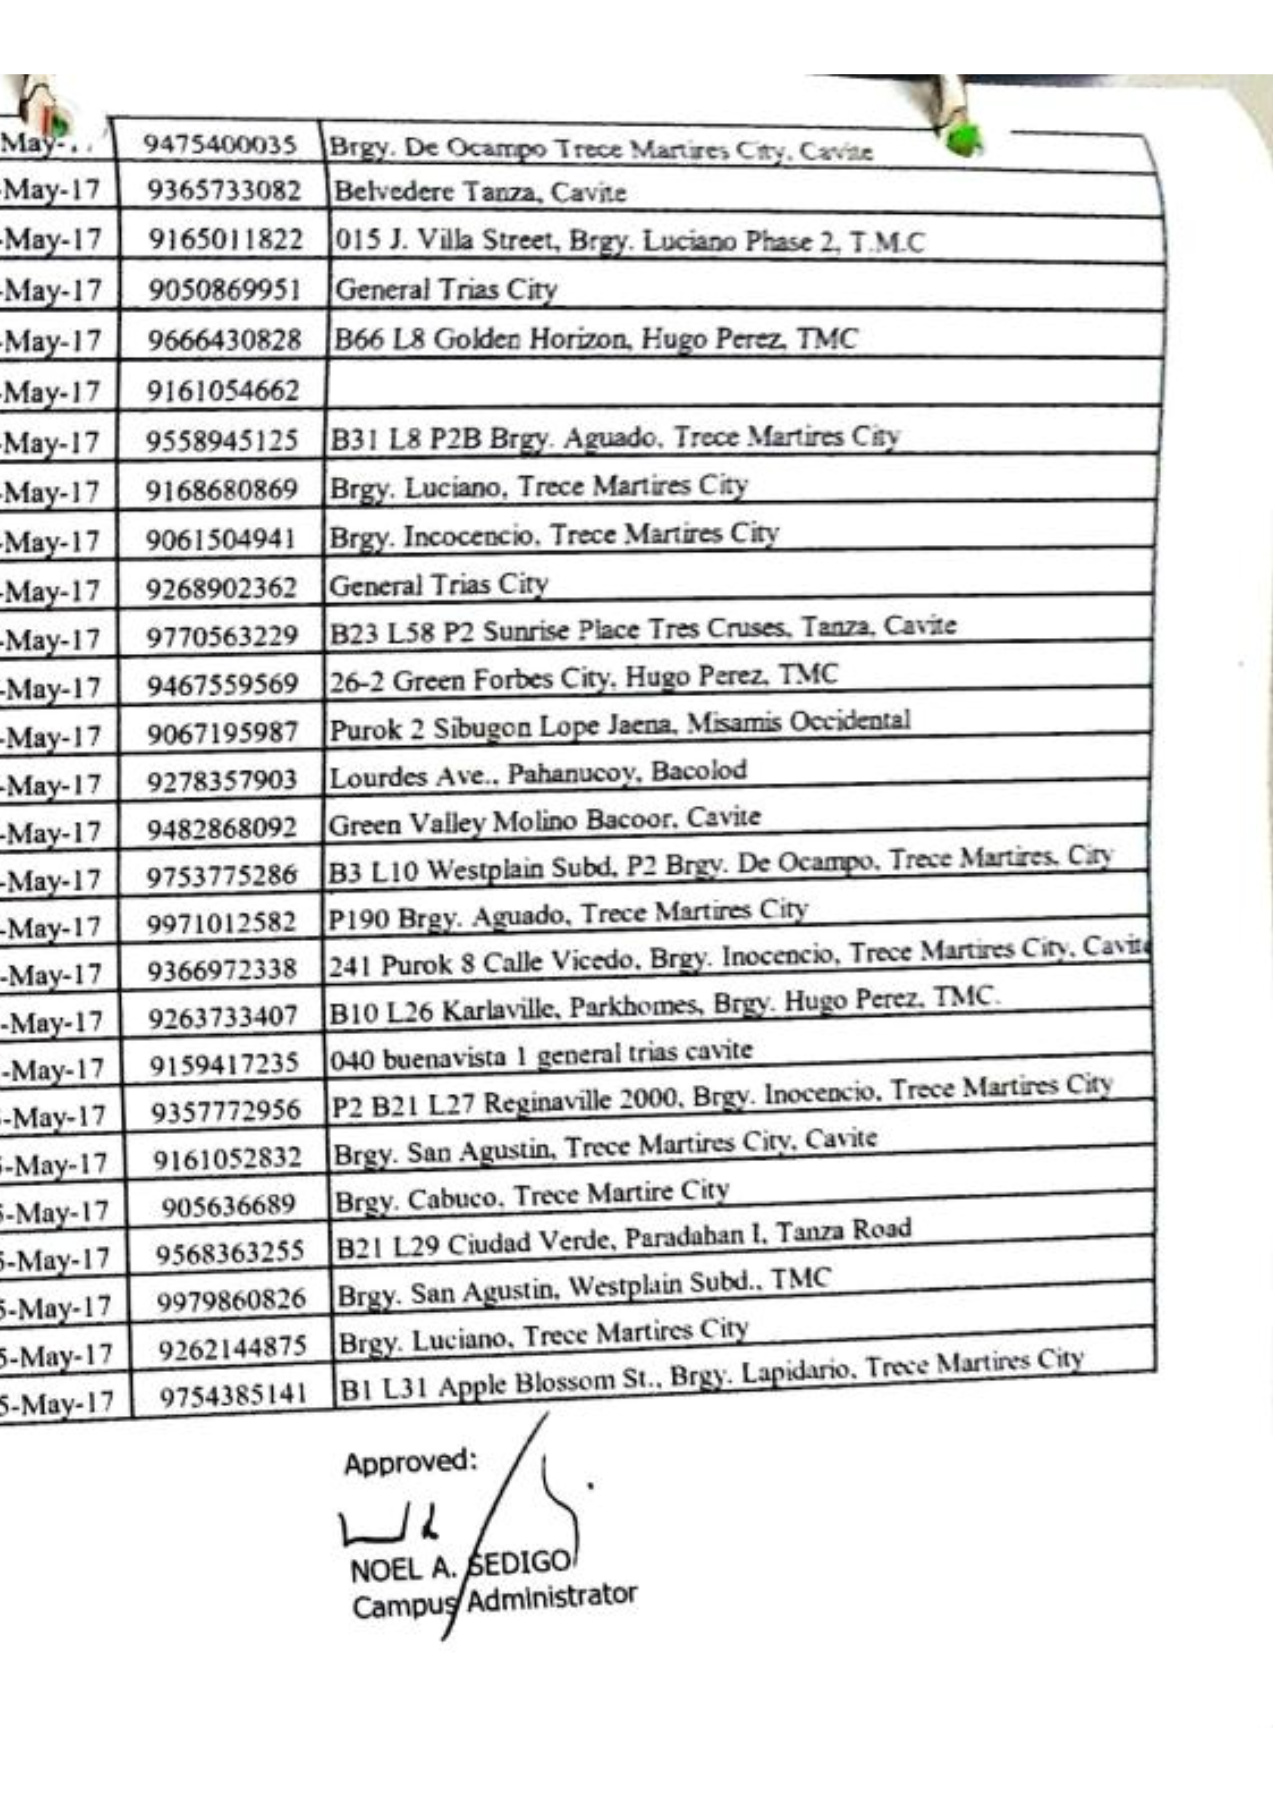 May-
9475400035 Brgy. De Ocampo Trece Martires City, Cavite
-May-17 9365733082 Belvedere Tanza, Cavite
-May-17 9165011822 015 J. Villa Street, Brgy. Luciano Phase 2, T.M.C
-May-17 9050869951 General Trias City
-May-17 9666430828 B66 L8 Golden Horizon, Hugo Perez, TMC
-May-17 9161054662
-May-17 9558945125 B31 L8 P2B Brgy. Aguado, Trece Martires City
-May-17 9168680869 Brgy. Luciano, Trece Martires City
-May-17 9061504941 Brgy. Incocencio, Trece Martires City
-May-17 9268902362 General Trias City
-May-17 9770563229 B23 L58 P2 Sunrise Place Tres Cruses, Tanza, Cavite
-May-17 9467559569 26-2 Green Forbes City, Hugo Perez, TMC
-May-17 9067195987 Purok 2 Sibugon Lope Jaena, Misamis Occidental
-May-17 9278357903 Lourdes Ave., Pahanucoy, Bacolod
-May-17 9482868092 Green Valley Molino Bacoor, Cavite
-May-17 9753775286 B3 L10 Westplain Subd, P2 Brgy. De Ocampo, Trece Martires, City
-May-17 9971012582 P190 Brgy. Aguado, Trece Martires City
-May-17 9366972338 241 Purok 8 Calle Vicedo, Brgy. Inocencio, Trece Martires City, Cavite
-May-17 9263733407 B10 L26 Karlaville, Parkhomes, Brgy. Hugo Perez, TMC.
-May-17 9159417235 040 buenavista 1 general trias cavite
-May-17 9357772956 P2 B21 L27 Reginaville 2000, Brgy. Inocencio, Trece Martires City
-May-17 9161052832 Brgy. San Agustin, Trece Martires City, Cavite
-May-17 905636689 Brgy. Cabuco, Trece Martire City
5-May-17 9568363255 B21 L29 Ciudad Verde, Paradahan I, Tanza Road
5-May-17 9979860826 Brgy. San Agustin, Westplain Subd., TMC
5-May-17 9262144875 Brgy. Luciano, Trece Martires City
5-May-17 9754385141 B1 L31 Apple Blossom St., Brgy. Lapidario, Trece Martires City
Approved:
NOEL A. SEDIGO
Campus Administrator